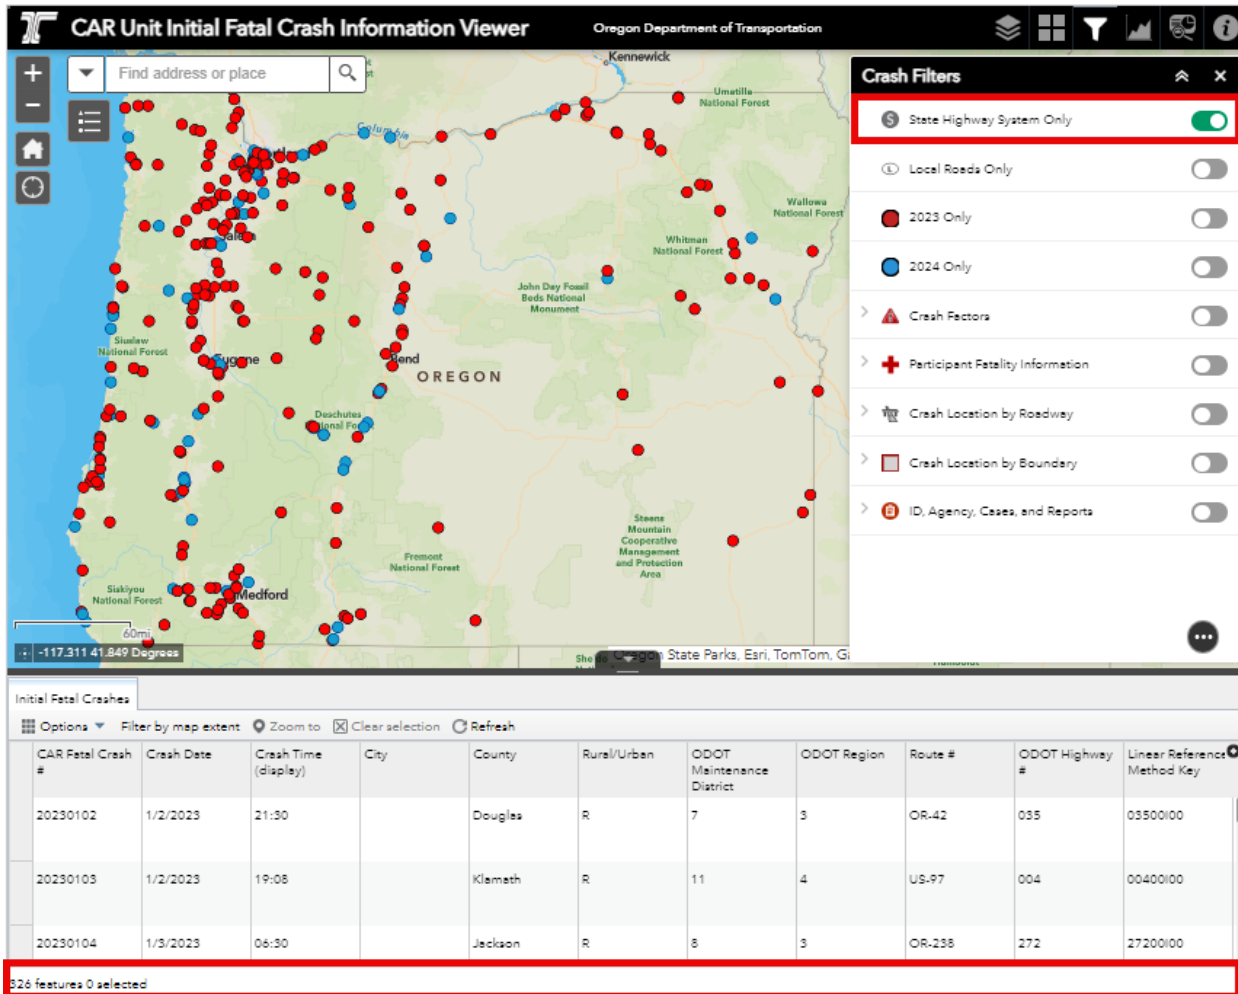 CAR Unit Initial Fatal Crash Information Viewer
Oregon Department of Transportation
Find address or place
Kennewick
Umatilla
National Forest
Columbia
Salem
Wallowa
National Forest
Whitman
National Forest
John Day Fossil
Beds National
Monument
Siuslaw
National Forest
Eugene
Bend
OREGON
Deschutes
National Forest
Steens
Mountain
Cooperative
Management
and Protection
Area
Fremont
National Forest
Siskiyou
National Forest
Medford
60mi
-117.311 41.849 Degrees
Oregon State Parks, Esri, TomTom, G
Crash Filters
State Highway System Only
Local Roads Only
2023 Only
2024 Only
Crash Factors
Participant Fatality Information
Crash Location by Roadway
Crash Location by Boundary
ID, Agency, Cases, and Reports
Initial Fatal Crashes
Options Filter by map extent Zoom to Clear selection Refresh
CAR Fatal Crash # Crash Date Crash Time (display) City County Rural/Urban ODOT Maintenance District ODOT Region Route # ODOT Highway # Linear Reference Method Key
20230102 1/2/2023 21:30 Douglas R 7 3 OR-42 035 03500I00
20230103 1/2/2023 19:08 Klamath R 11 4 US-97 004 00400I00
20230104 1/3/2023 06:30 Jackson R 8 3 OR-238 272 27200I00
326 features 0 selected